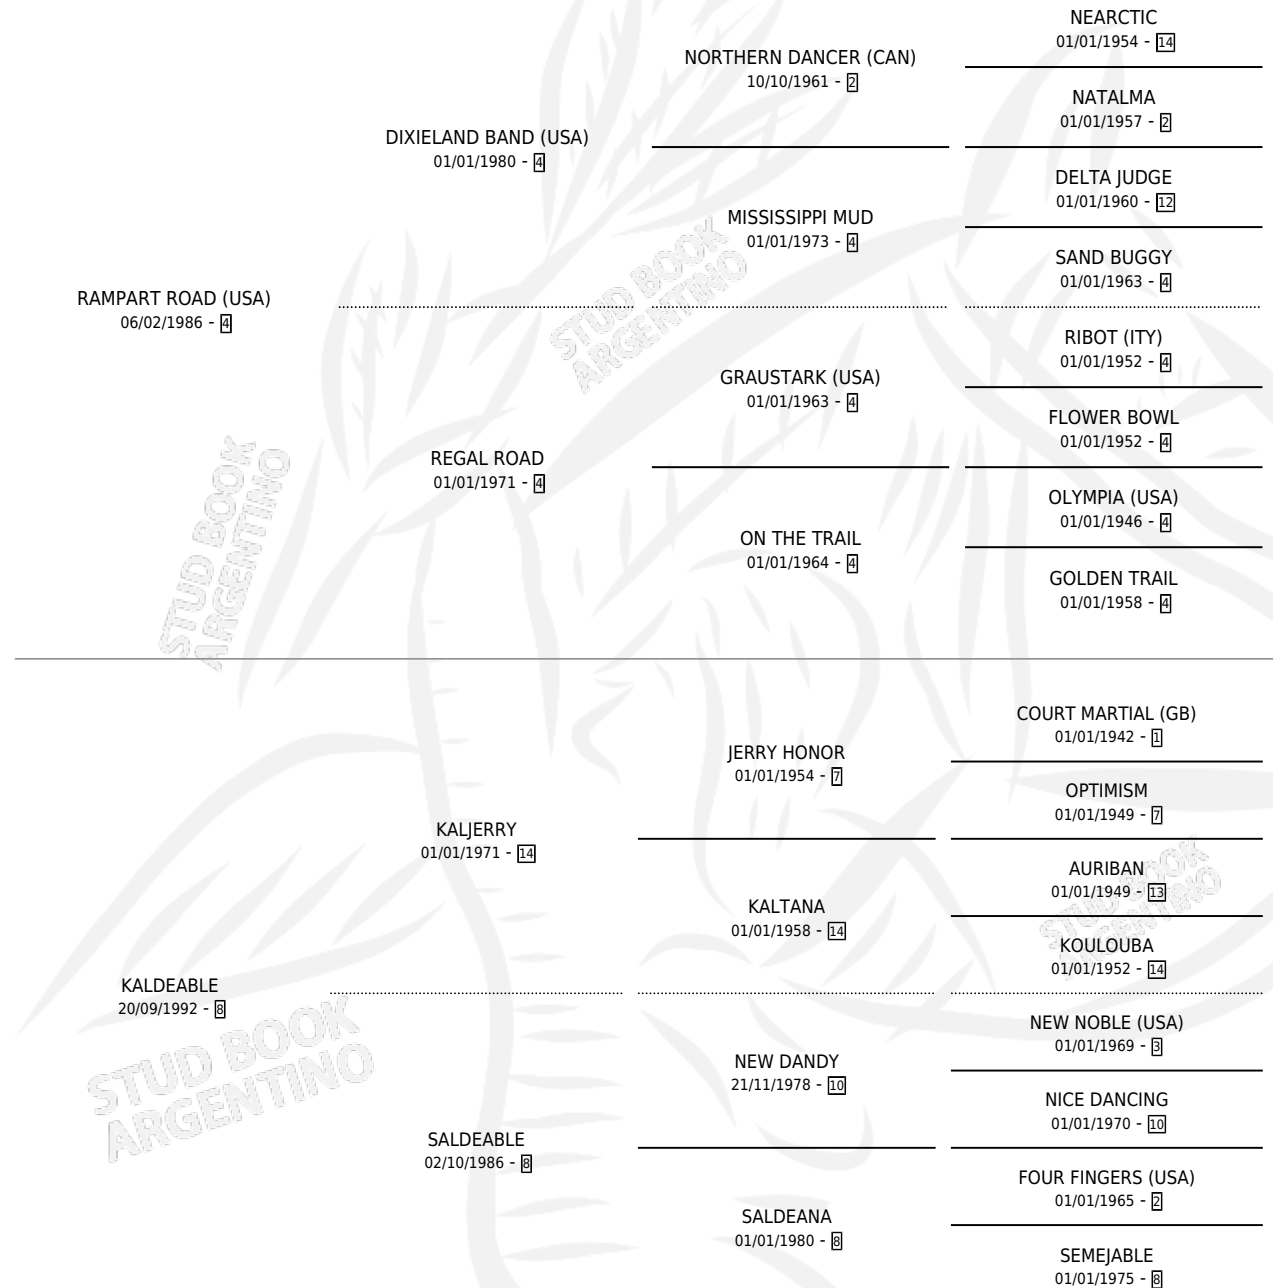 NEARCTIC
01/01/1954 - 14
NORTHERN DANCER (CAN)
10/10/1961 - 2
NATALMA
01/01/1957 - 2
DIXIELAND BAND (USA)
01/01/1980 - 4
DELTA JUDGE
01/01/1960 - 12
MISSISSIPPI MUD
01/01/1973 - 4
SAND BUGGY
01/01/1963 - 4
RAMPART ROAD (USA)
06/02/1986 - 4
RIBOT (ITY)
01/01/1952 - 4
GRAUSTARK (USA)
01/01/1963 - 4
FLOWER BOWL
01/01/1952 - 4
REGAL ROAD
01/01/1971 - 4
OLYMPIA (USA)
01/01/1946 - 4
ON THE TRAIL
01/01/1964 - 4
GOLDEN TRAIL
01/01/1958 - 4
COURT MARTIAL (GB)
01/01/1942 - 1
JERRY HONOR
01/01/1954 - 7
OPTIMISM
01/01/1949 - 7
KALJERRY
01/01/1971 - 14
AURIBAN
01/01/1949 - 13
KALTANA
01/01/1958 - 14
KOULOUBA
01/01/1952 - 14
KALDEABLE
20/09/1992 - 8
NEW NOBLE (USA)
01/01/1969 - 3
NEW DANDY
21/11/1978 - 10
NICE DANCING
01/01/1970 - 10
SALDEABLE
02/10/1986 - 8
FOUR FINGERS (USA)
01/01/1965 - 2
SALDEANA
01/01/1980 - 8
SEMEJABLE
01/01/1975 - 8
STUD BOOK
ARGENTINO
STUD BOOK
ARGENTINO
STUD BOOK
ARGENTINO
STUD BOOK
ARGENTINO